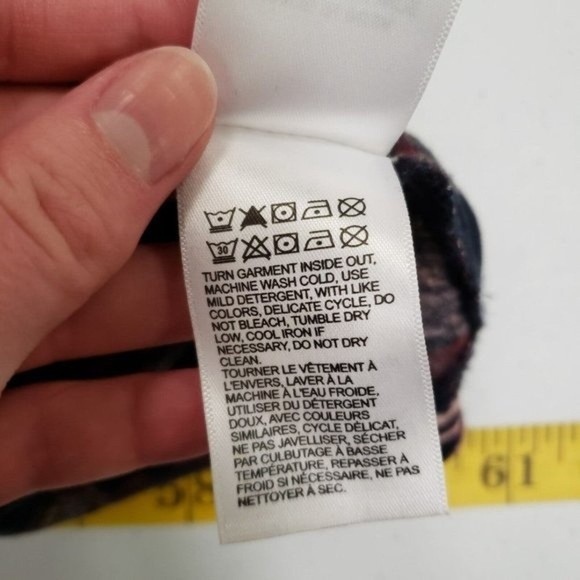 30
TURN GARMENT INSIDE OUT,
MACHINE WASH COLD, USE
MILD DETERGENT, WITH LIKE
COLORS, DELICATE CYCLE, DO
NOT BLEACH, TUMBLE DRY
LOW, COOL IRON IF
NECESSARY, DO NOT DRY
CLEAN.
TOURNER LE VÊTEMENT À
L'ENVERS, LAVER À LA
MACHINE À L'EAU FROIDE,
UTILISER DU DÉTERGENT
DOUX, AVEC COULEURS
SIMILAIRES, CYCLE DÉLICAT,
NE PAS JAVELLISER, SÉCHER
PAR CULBUTAGE À BASSE
TEMPÉRATURE, REPASSER À
FROID SI NÉCESSAIRE, NE PAS
NETTOYER À SEC.
19